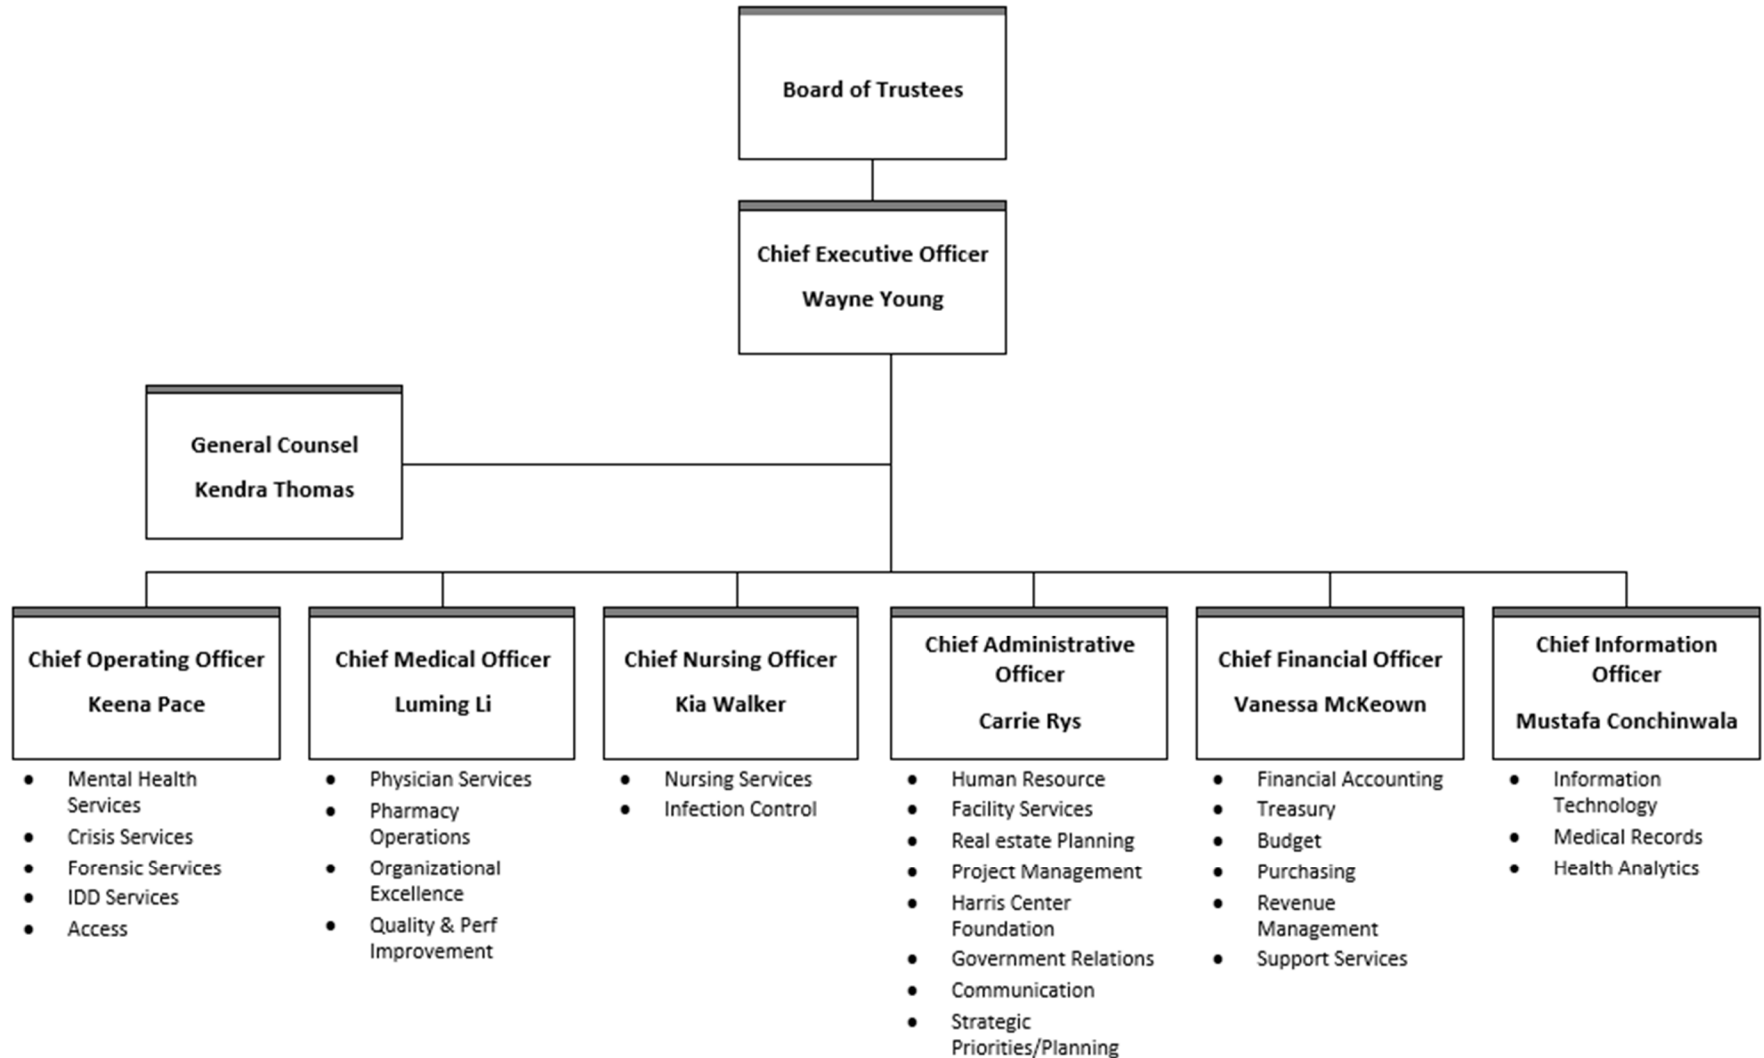 Board of Trustees
Chief Executive Officer
Wayne Young
General Counsel
Kendra Thomas
Chief Operating Officer
Keena Pace
● Mental Health
Services
● Crisis Services
● Forensic Services
● IDD Services
● Access
Chief Medical Officer
Luming Li
● Physician Services
● Pharmacy
Operations
● Organizational
Excellence
● Quality & Perf
Improvement
Chief Nursing Officer
Kia Walker
● Nursing Services
● Infection Control
Chief Administrative
Officer
Carrie Rys
● Human Resource
● Facility Services
● Real estate Planning
● Project Management
● Harris Center
Foundation
● Government Relations
● Communication
● Strategic
Priorities/Planning
Chief Financial Officer
Vanessa McKeown
● Financial Accounting
● Treasury
● Budget
● Purchasing
● Revenue
Management
● Support Services
Chief Information
Officer
Mustafa Conchinwala
● Information
Technology
● Medical Records
● Health Analytics